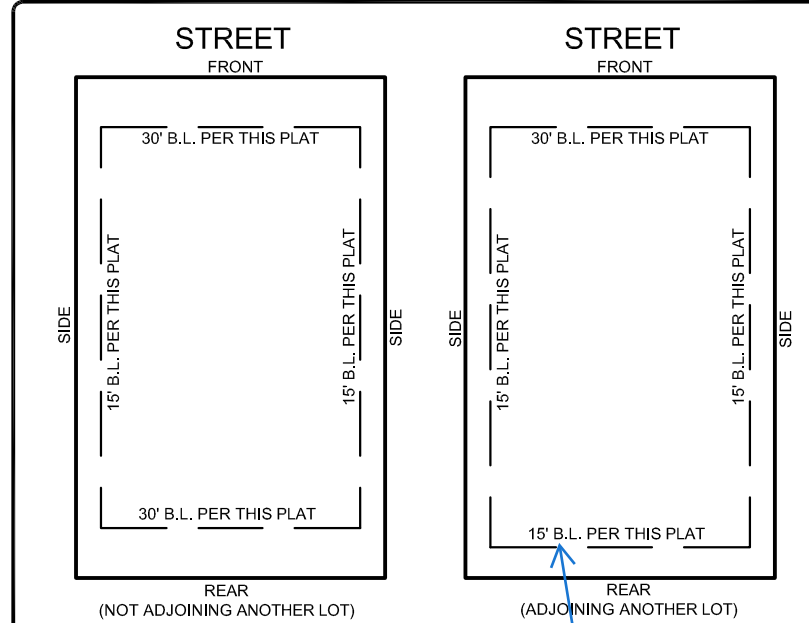 STREET
FRONT
30' B.L. PER THIS PLAT
SIDE
15' B.L. PER THIS PLAT
15' B.L. PER THIS PLAT
SIDE
30' B.L. PER THIS PLAT
REAR
(NOT ADJOINING ANOTHER LOT)
STREET
FRONT
30' B.L. PER THIS PLAT
SIDE
15' B.L. PER THIS PLAT
15' B.L. PER THIS PLAT
SIDE
15' B.L. PER THIS PLAT
REAR
(ADJOINING ANOTHER LOT)